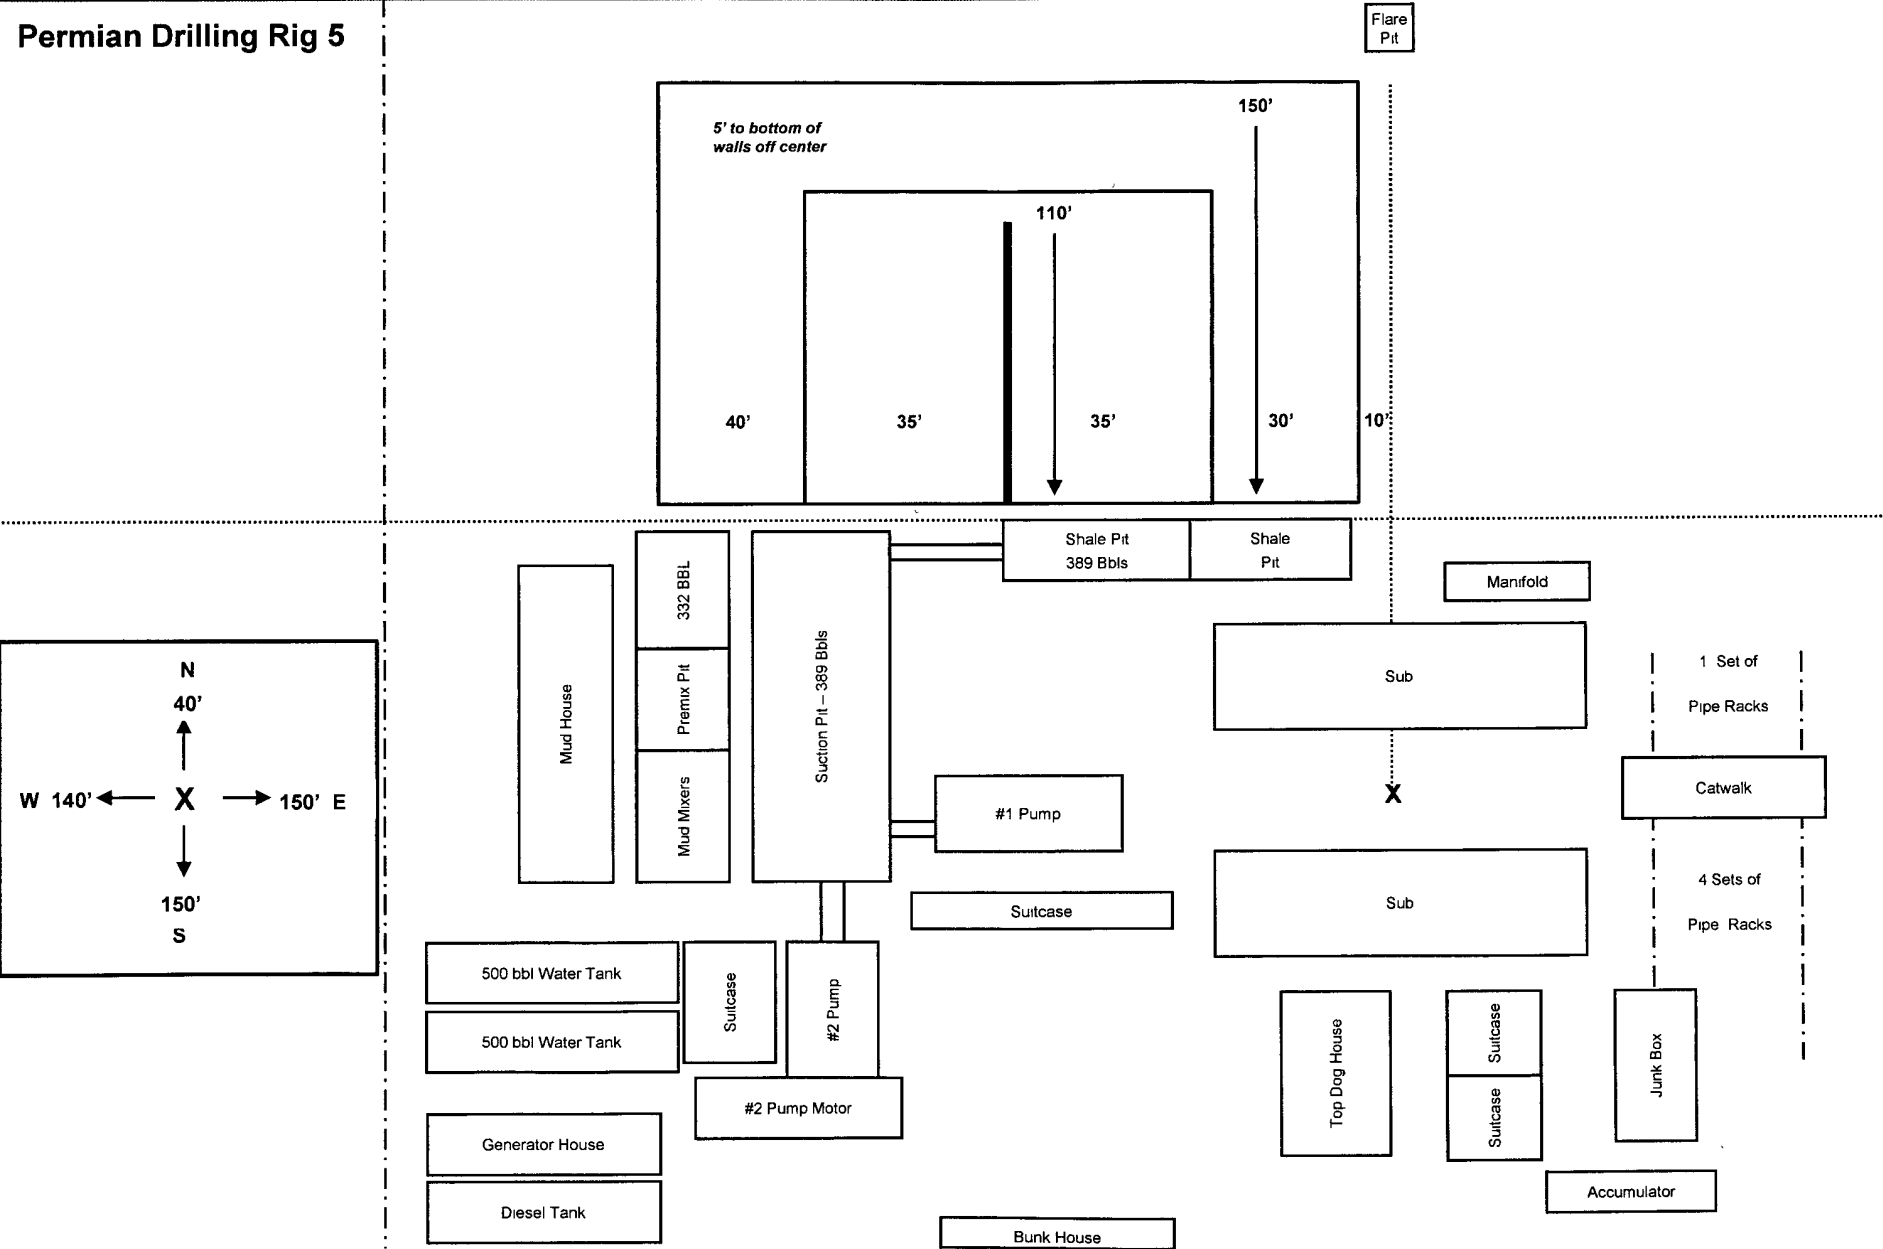 Permian Drilling Rig 5
Flare
Pit
150'
5' to bottom of
walls off center
110'
40'
35'
35'
30'
10'
Shale Pit
389 Bbls
Shale
Pit
Manifold
332 BBL
Premix Pit
Mud Mixers
Mud House
Suction Pit – 389 Bbls
Sub
1 Set of
Pipe Racks
N
40'
W 140'
X
150' E
150'
S
#1 Pump
X
Catwalk
Suitcase
Sub
4 Sets of
Pipe Racks
500 bbl Water Tank
500 bbl Water Tank
Suitcase
#2 Pump
#2 Pump Motor
Top Dog House
Suitcase
Suitcase
Junk Box
Generator House
Diesel Tank
Accumulator
Bunk House